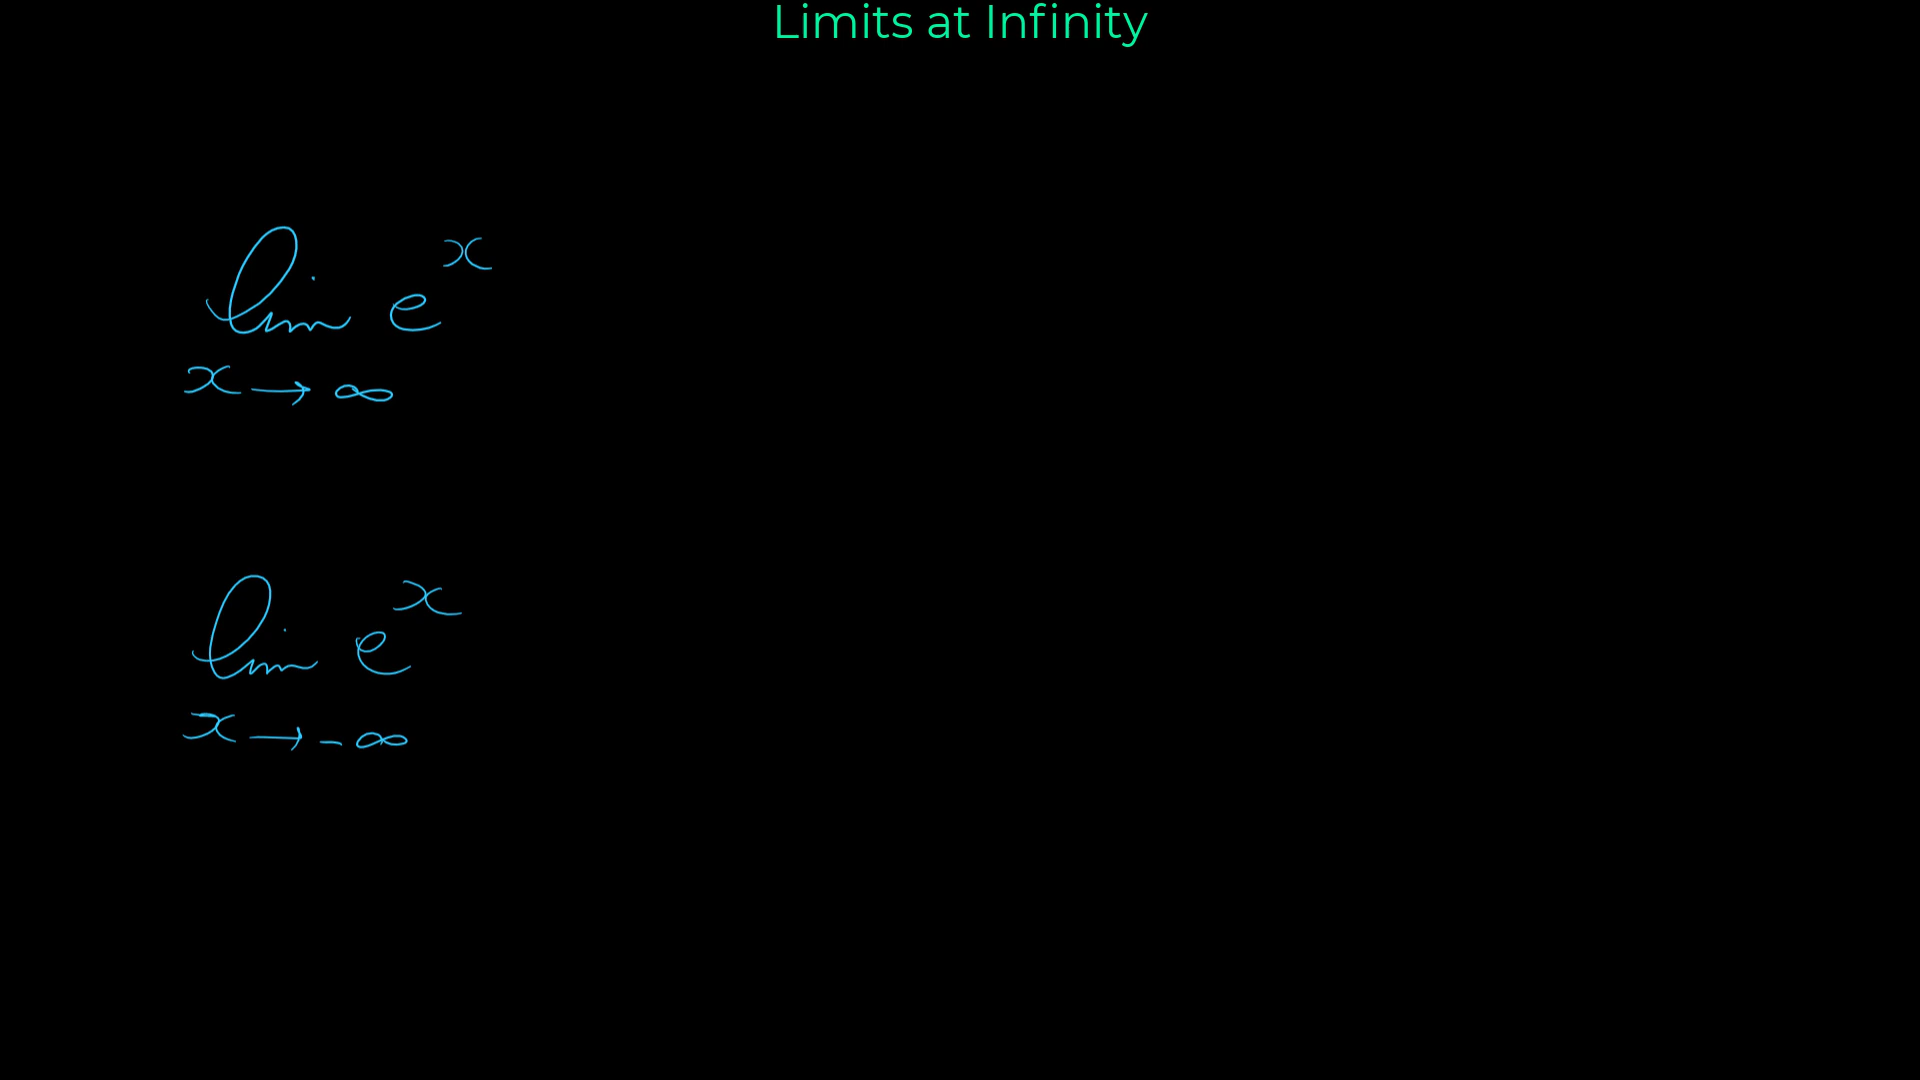 Limits at Infinity
lim e^x
x → ∞
lim e^x
x → -∞